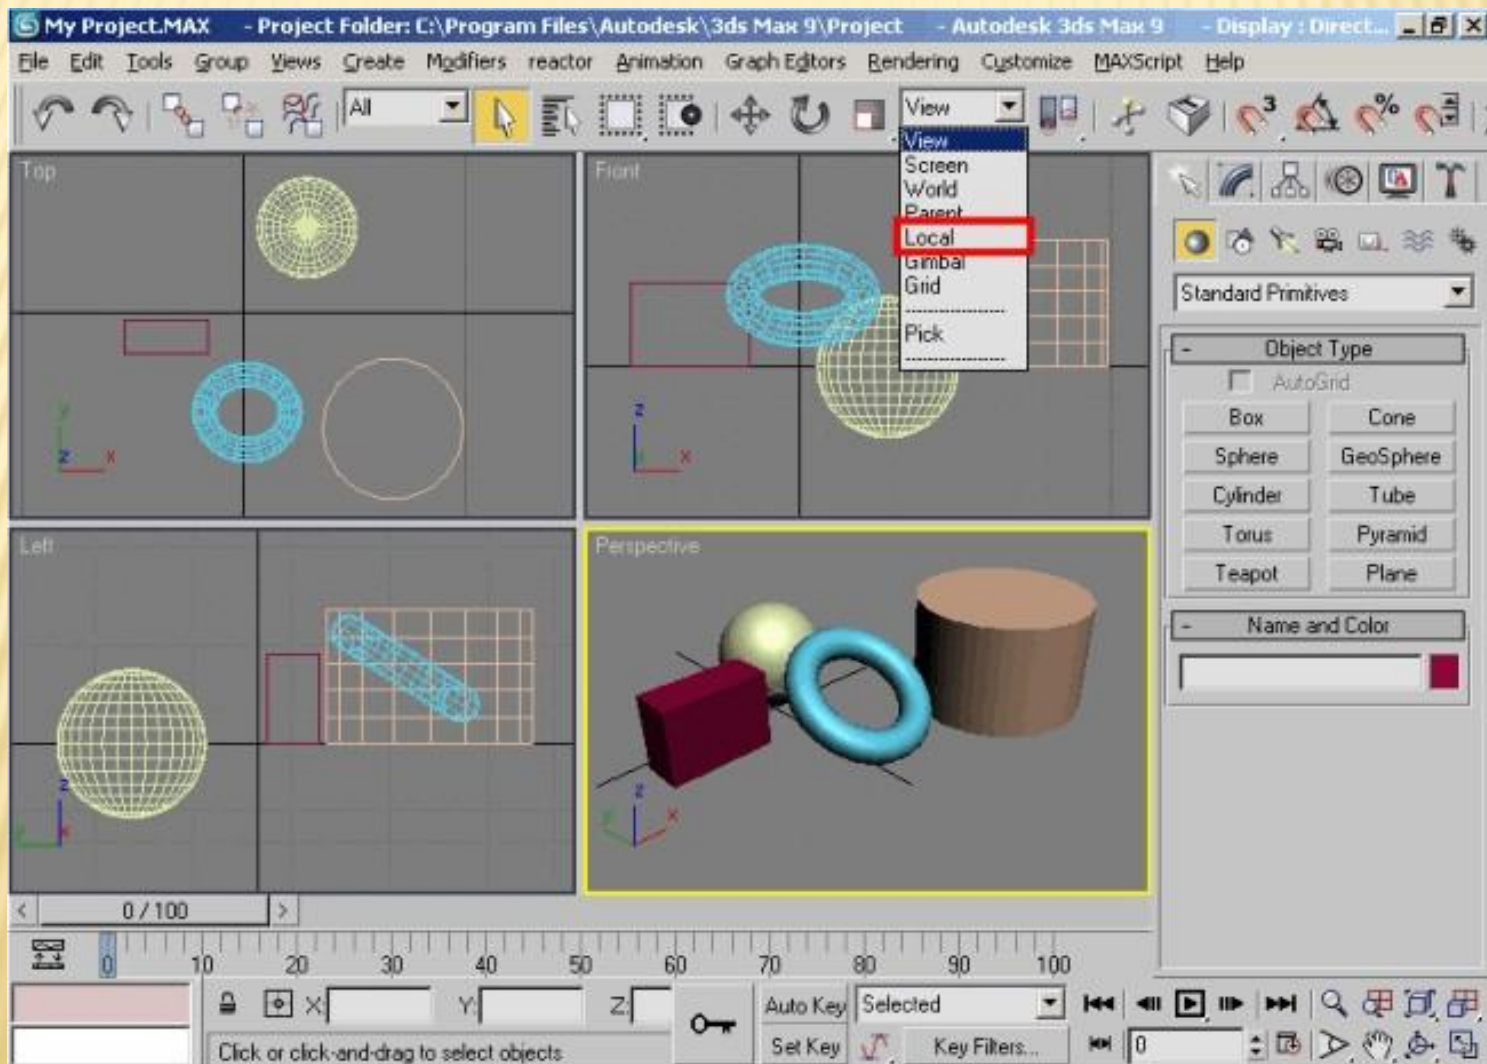 My Project.MAX - Project Folder: C:\Program Files\Autodesk\3ds Max 9\Project - Autodesk 3ds Max 9 - Display : Direct...
File Edit Tools Group Views Create Modifiers reactor Animation Graph Editors Rendering Customize MAXScript Help
All View
3 %
View
Screen
World
Parent
Local
Gimbal
Grid
Pick
Top
Front
Left
Perspective
y
z x
z
x
z
y x
z
y x
Standard Primitives
- Object Type
AutoGrid
Box Cone
Sphere GeoSphere
Cylinder Tube
Torus Pyramid
Teapot Plane
- Name and Color
< 0 / 100 >
0 10 20 30 40 50 60 70 80 90 100
X: Y: Z: Auto Key Selected
Click or click-and-drag to select objects Set Key Key Filters... 0